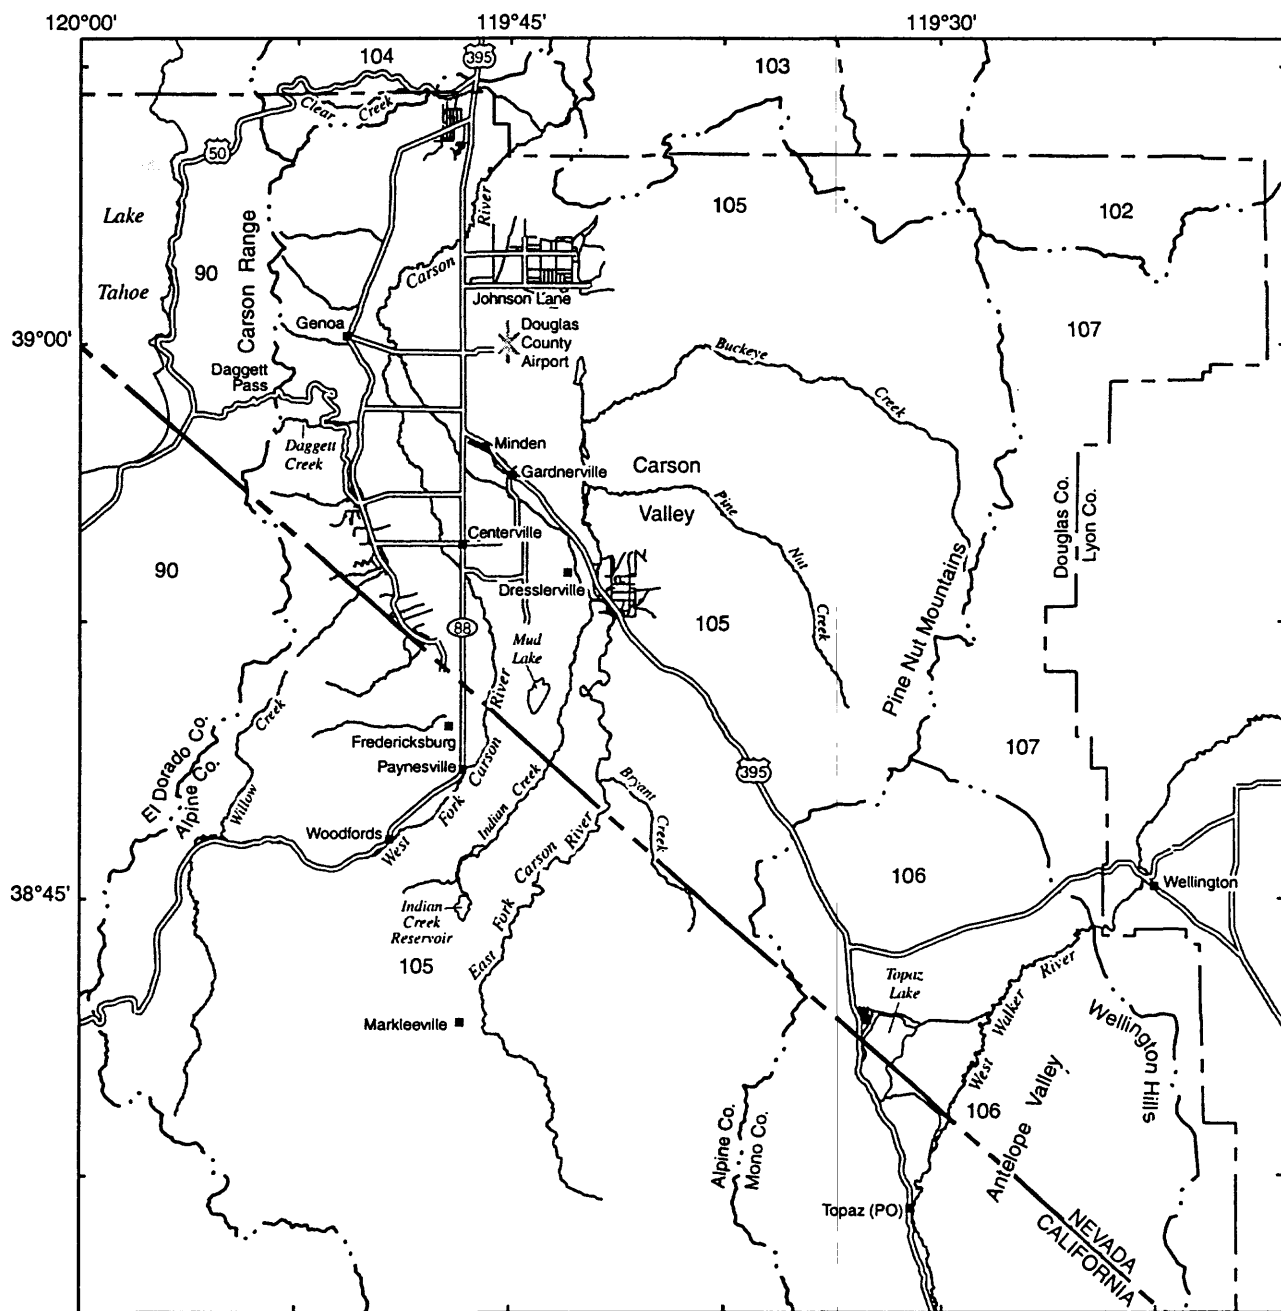 120°00'
119°45'
119°30'
104
395
103
Clear Creek
50
River
105
102
Lake
Tahoe
90
Carson Range
Carson
Johnson Lane
107
Genoa
Douglas
County
Airport
39°00'
Buckeye
Creek
Daggett
Pass
Daggett
Creek
Minden
Gardnerville
Carson
Valley
Pine
Nut
Creek
Douglas Co.
Lyon Co.
Centerville
90
Dresslerville
Pine Nut Mountains
105
88
Mud
Lake
River
Creek
Willow
El Dorado Co.
Alpine Co.
Fredericksburg
Paynesville
Carson
Fork
West
Indian Creek
Bryant
Creek
395
107
Woodfords
River
Carson
Fork
East
106
Wellington
38°45'
Indian
Creek
Reservoir
105
Markleeville
Topaz
Lake
River
Walker
West
Wellington Hills
106
Antelope Valley
Alpine Co.
Mono Co.
Topaz (PO)
NEVADA
CALIFORNIA